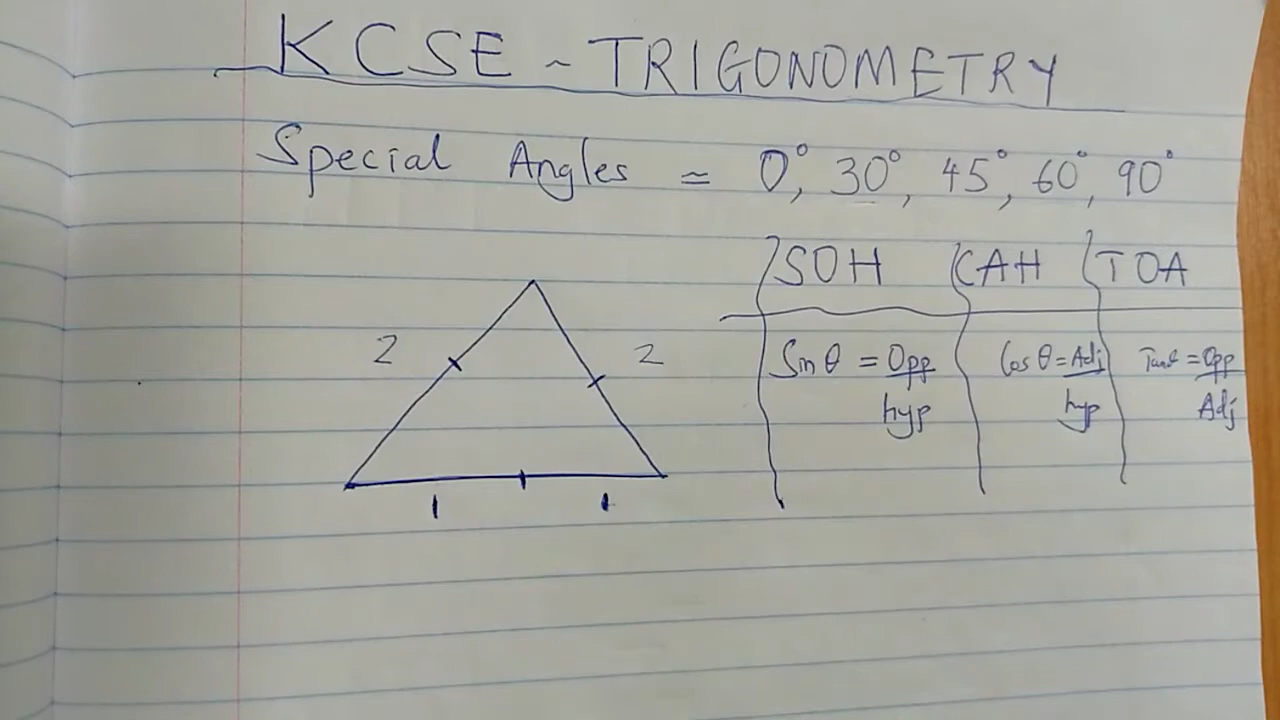 KCSE - TRIGONOMETRY
Special Angles = 0°, 30°, 45°, 60°, 90°
SOH CAH TOA
Sin θ = Opp/hyp Cos θ = Adj/hyp Tan θ = Opp/Adj
2 2
1 1